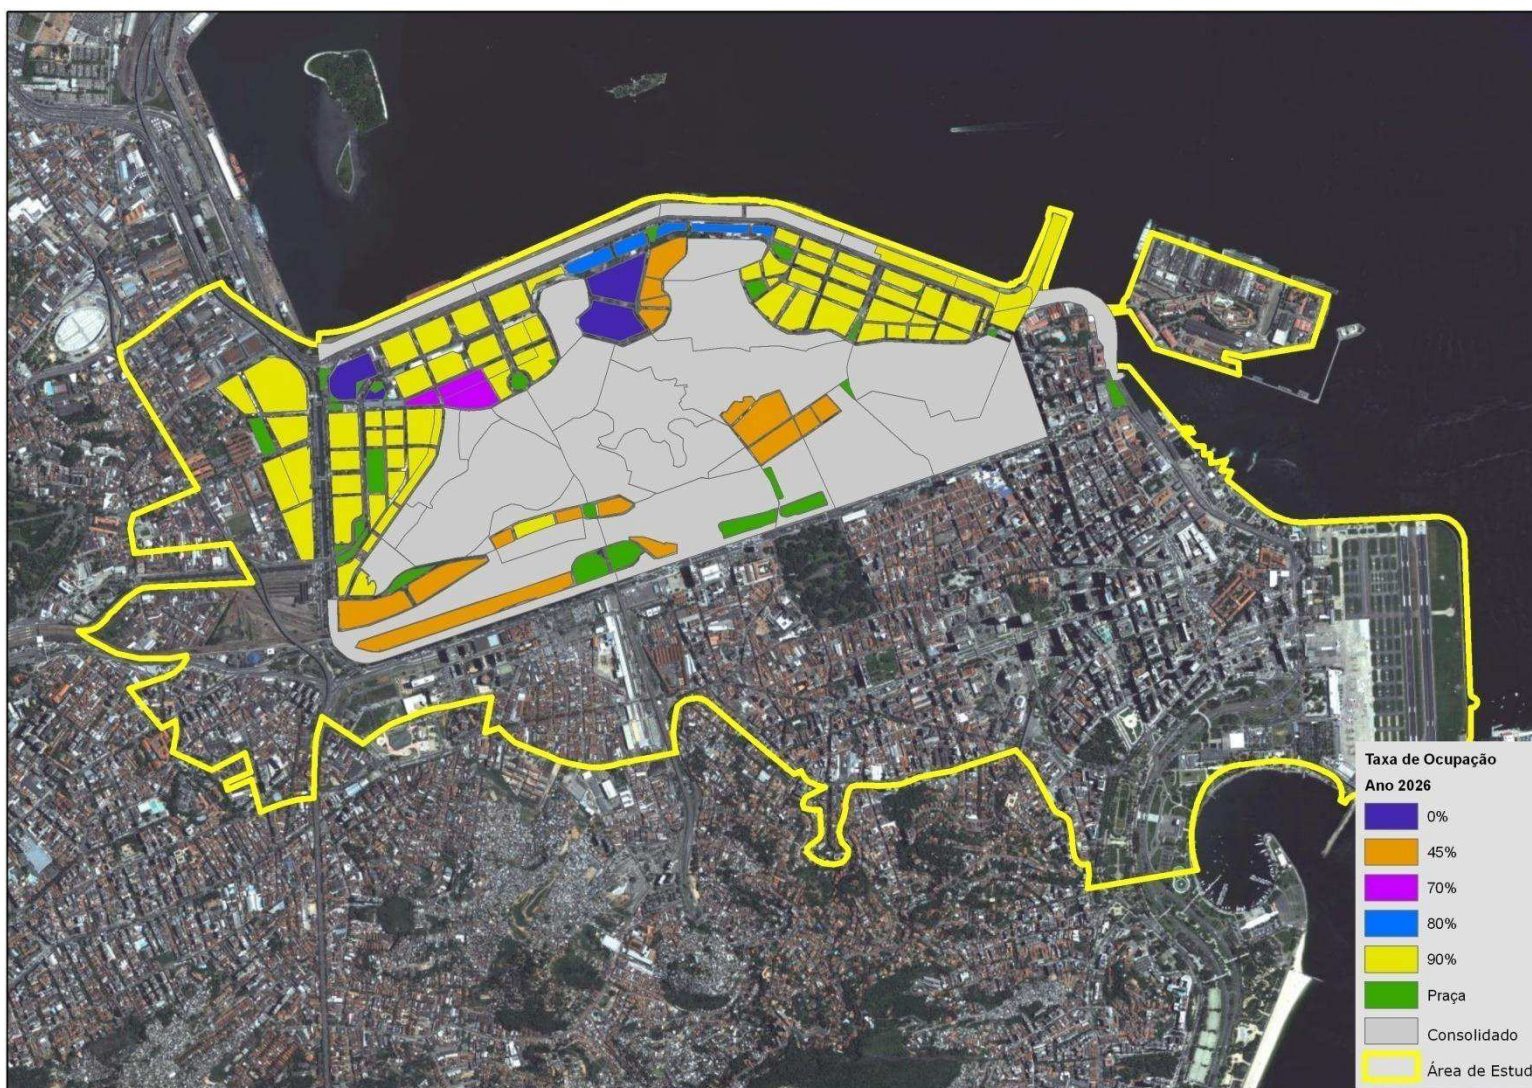 Taxa de Ocupação
Ano 2026
0%
45%
70%
80%
90%
Praça
Consolidado
Área de Estud